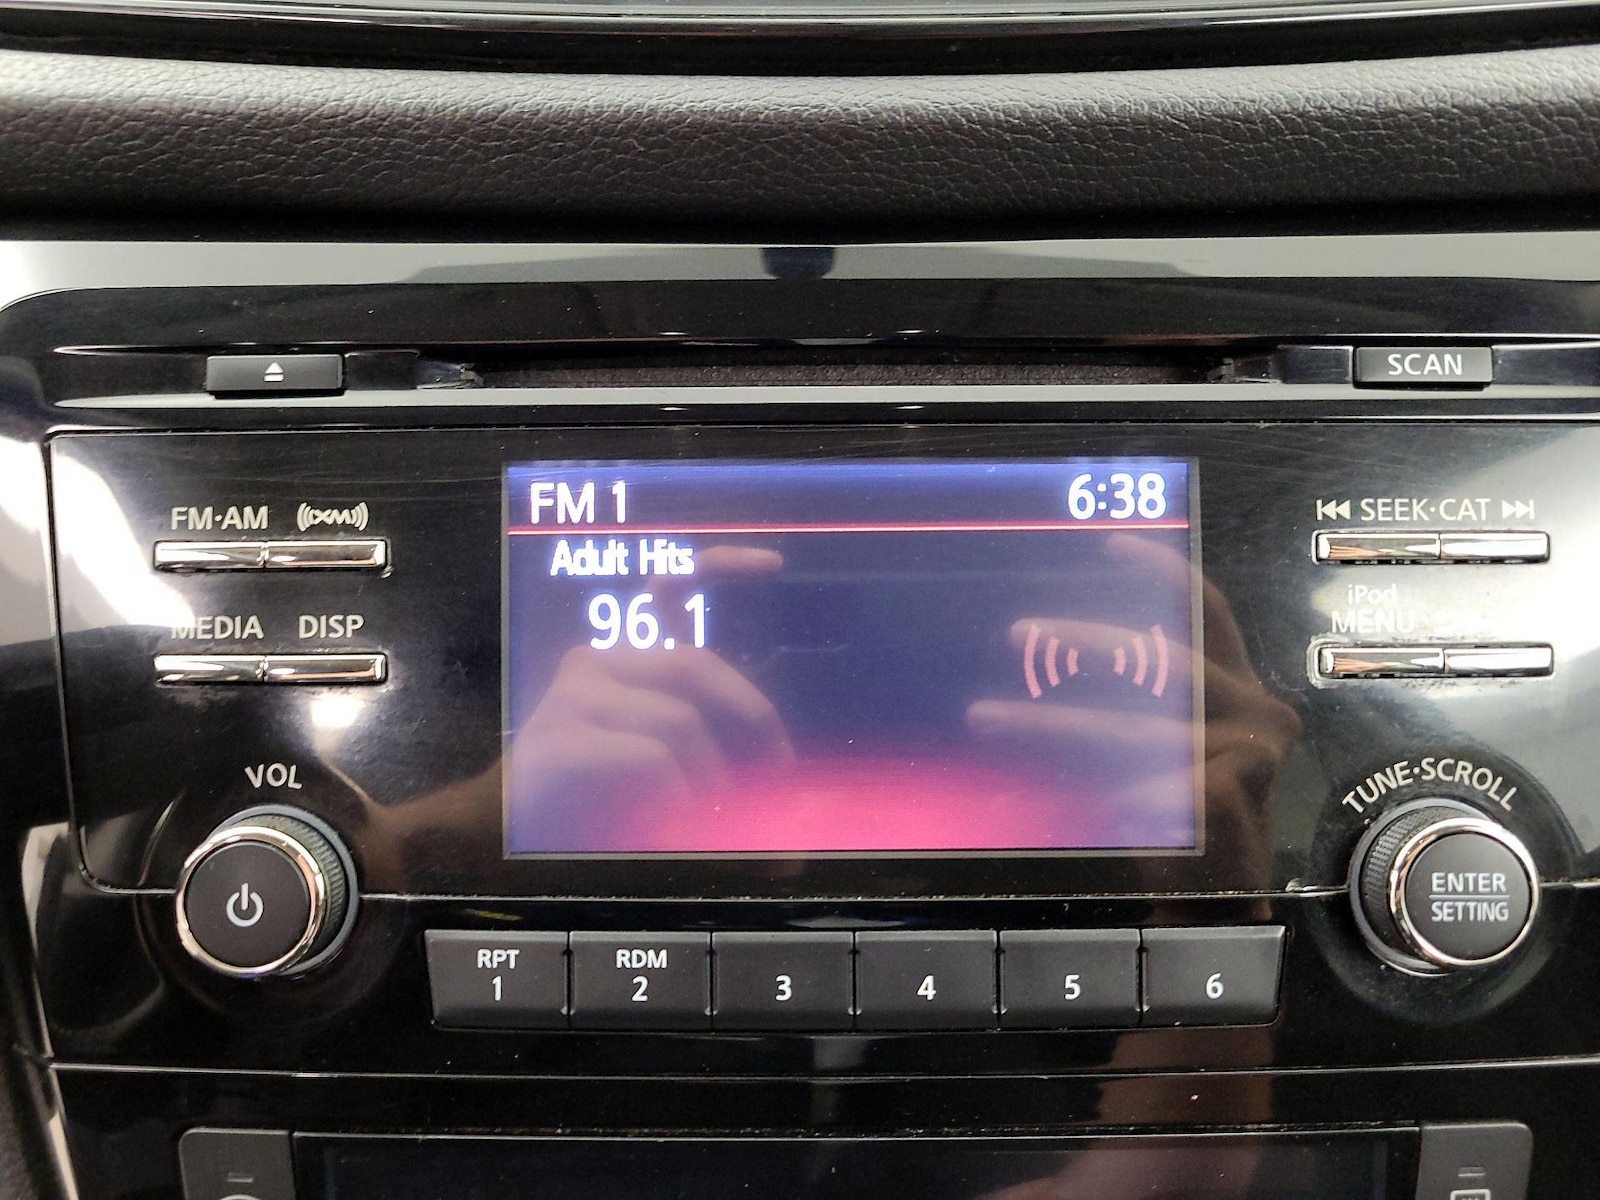 SCAN
FM·AM
XM
SEEK·CAT
FM 1
6:38
Adult Hits
96.1
iPod
MENU
MEDIA
DISP
VOL
TUNE·SCROLL
ENTER
SETTING
RPT
1
RDM
2
3
4
5
6